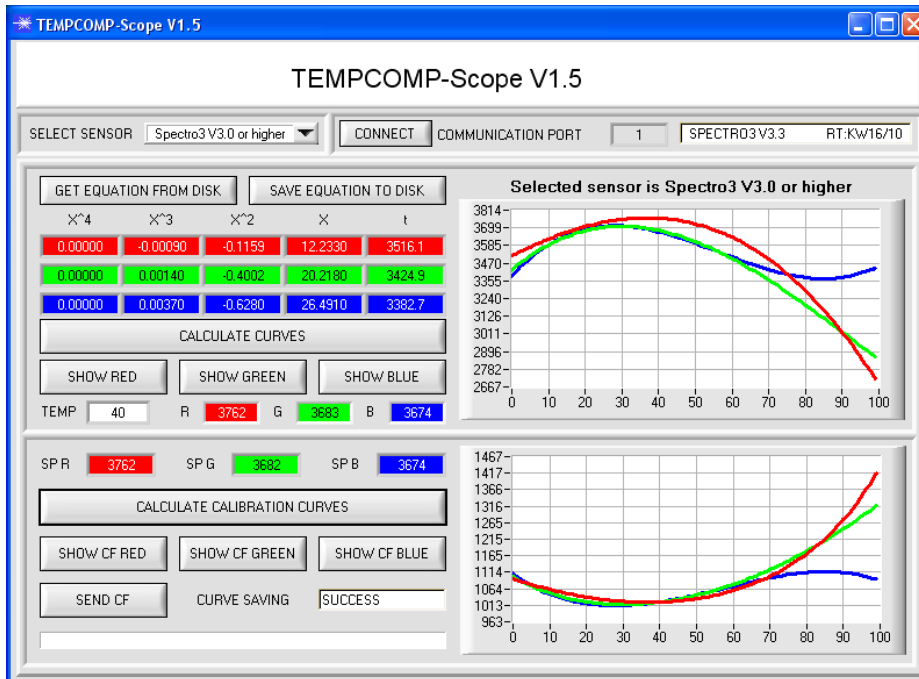 TEMPCOMP-Scope V1.5
TEMPCOMP-Scope V1.5
SELECT SENSOR Spectro3 V3.0 or higher CONNECT COMMUNICATION PORT 1 SPECTRO3 V3.3 RT:KW16/10
GET EQUATION FROM DISK SAVE EQUATION TO DISK
X^4 X^3 X^2 X t
0.00000 -0.00090 -0.1159 12.2330 3516.1
0.00000 0.00140 -0.4002 20.2180 3424.9
0.00000 0.00370 -0.6280 26.4910 3382.7
CALCULATE CURVES
SHOW RED SHOW GREEN SHOW BLUE
TEMP 40 R 3762 G 3683 B 3674
Selected sensor is Spectro3 V3.0 or higher
3814
3699
3585
3470
3355
3240
3126
3011
2896
2782
2667
0 10 20 30 40 50 60 70 80 90 100
SP R 3762 SP G 3682 SP B 3674
CALCULATE CALIBRATION CURVES
SHOW CF RED SHOW CF GREEN SHOW CF BLUE
SEND CF CURVE SAVING SUCCESS
1467
1417
1366
1316
1265
1215
1165
1114
1064
1013
963
0 10 20 30 40 50 60 70 80 90 100